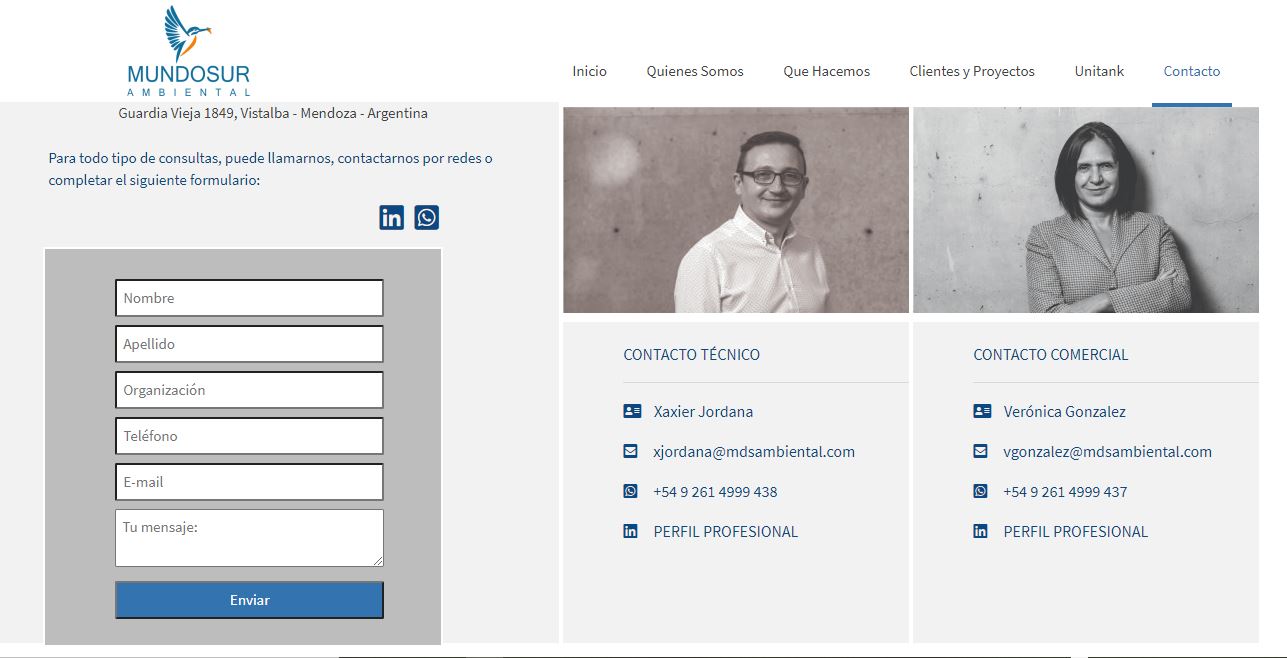 MUNDOSUR
AMBIENTAL
Inicio
Quienes Somos
Que Hacemos
Clientes y Proyectos
Unitank
Contacto
Guardia Vieja 1849, Vistalba - Mendoza - Argentina
Para todo tipo de consultas, puede llamarnos, contactarnos por redes o
completar el siguiente formulario:
in
Nombre
Apellido
Organización
Teléfono
E-mail
Tu mensaje:
Enviar
CONTACTO TÉCNICO
Xaxier Jordana
xjordana@mdsambiental.com
+54 9 261 4999 438
in PERFIL PROFESIONAL
CONTACTO COMERCIAL
Verónica Gonzalez
vgonzalez@mdsambiental.com
+54 9 261 4999 437
in PERFIL PROFESIONAL